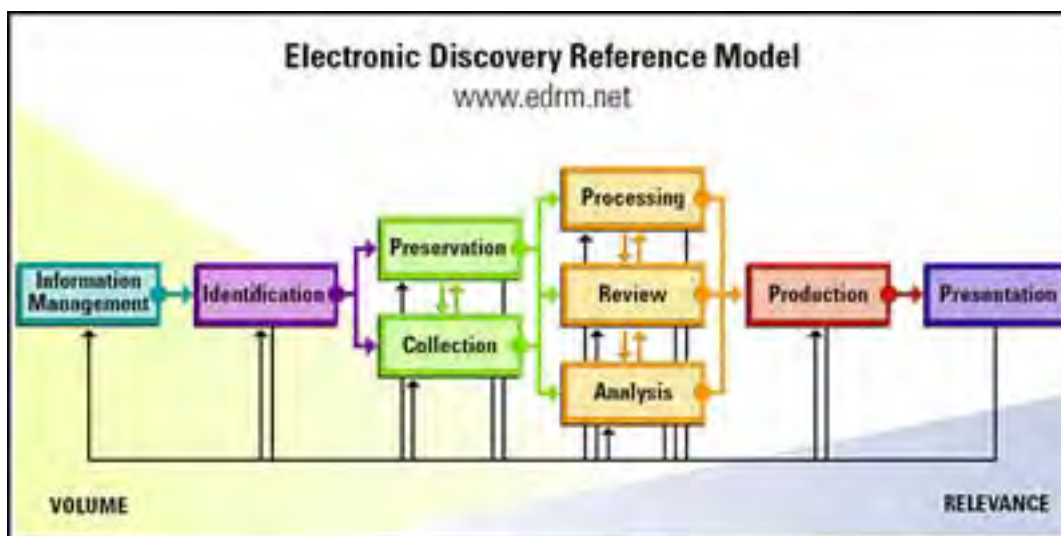 Electronic Discovery Reference Model
www.edrm.net
Information
Management
Identification
Preservation
Collection
Processing
Review
Analysis
Production
Presentation
VOLUME
RELEVANCE